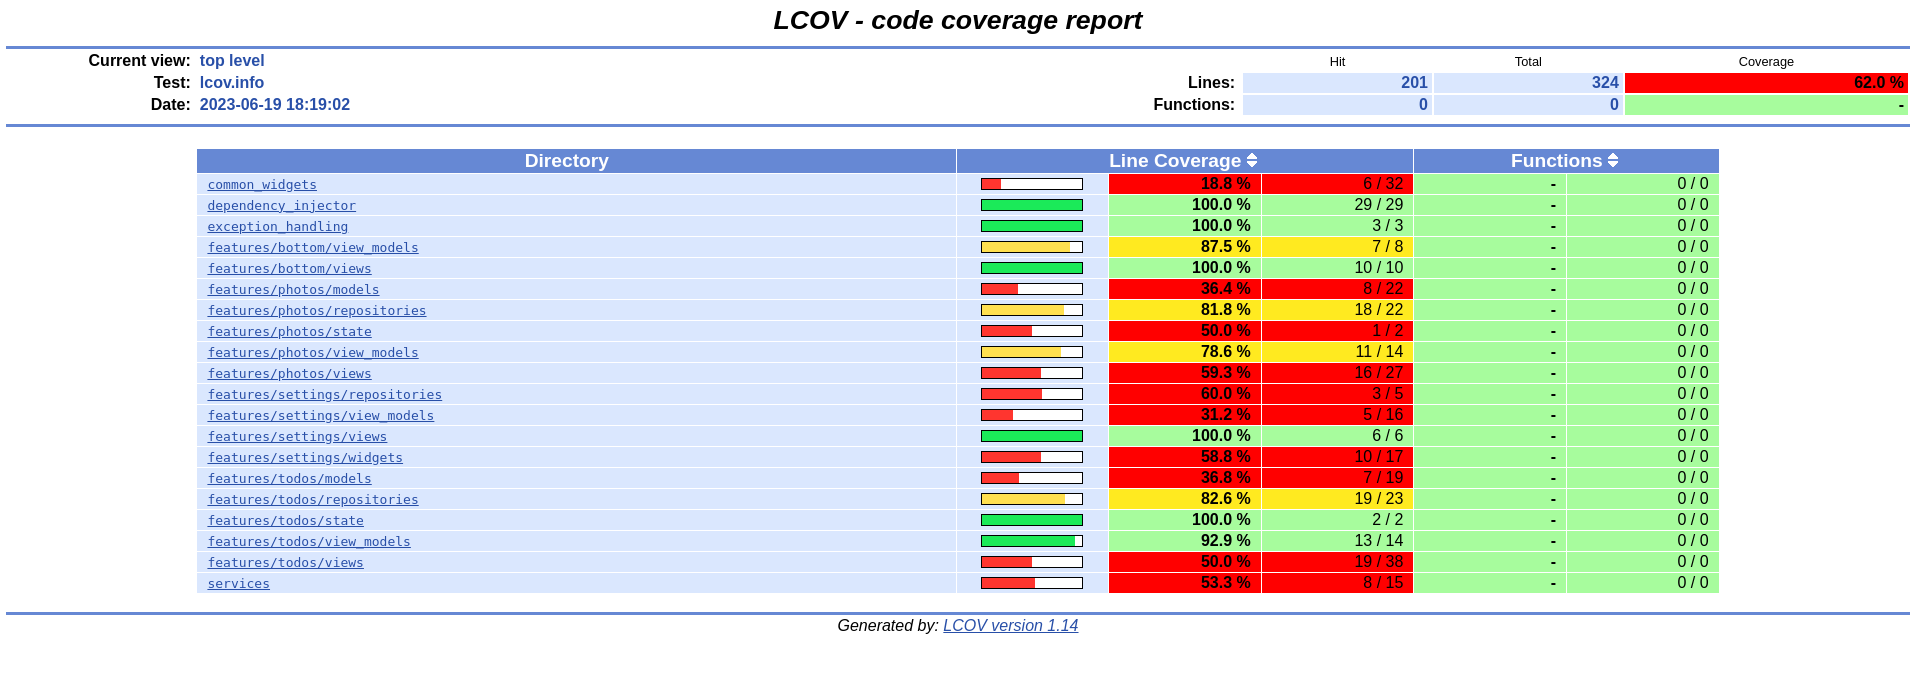 LCOV - code coverage report
Current view: top level Hit Total Coverage
Test: lcov.info Lines: 201 324 62.0 %
Date: 2023-06-19 18:19:02 Functions: 0 0 -
Directory Line Coverage Functions
common_widgets 18.8 % 6 / 32 - 0 / 0
dependency_injector 100.0 % 29 / 29 - 0 / 0
exception_handling 100.0 % 3 / 3 - 0 / 0
features/bottom/view_models 87.5 % 7 / 8 - 0 / 0
features/bottom/views 100.0 % 10 / 10 - 0 / 0
features/photos/models 36.4 % 8 / 22 - 0 / 0
features/photos/repositories 81.8 % 18 / 22 - 0 / 0
features/photos/state 50.0 % 1 / 2 - 0 / 0
features/photos/view_models 78.6 % 11 / 14 - 0 / 0
features/photos/views 59.3 % 16 / 27 - 0 / 0
features/settings/repositories 60.0 % 3 / 5 - 0 / 0
features/settings/view_models 31.2 % 5 / 16 - 0 / 0
features/settings/views 100.0 % 6 / 6 - 0 / 0
features/settings/widgets 58.8 % 10 / 17 - 0 / 0
features/todos/models 36.8 % 7 / 19 - 0 / 0
features/todos/repositories 82.6 % 19 / 23 - 0 / 0
features/todos/state 100.0 % 2 / 2 - 0 / 0
features/todos/view_models 92.9 % 13 / 14 - 0 / 0
features/todos/views 50.0 % 19 / 38 - 0 / 0
services 53.3 % 8 / 15 - 0 / 0
Generated by: LCOV version 1.14